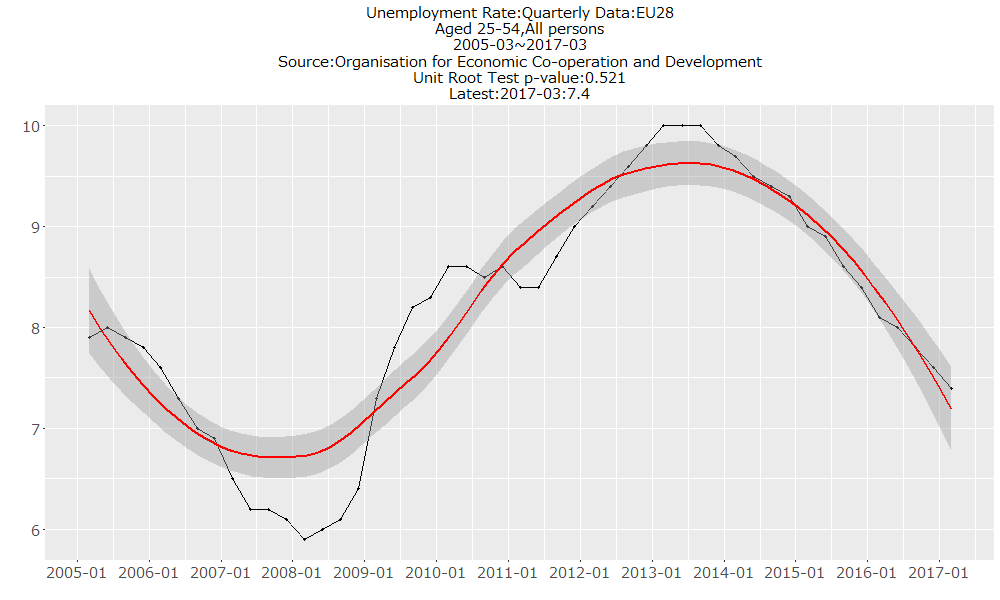 Unemployment Rate:Quarterly Data:EU28
Aged 25-54,All persons
2005-03~2017-03
Source:Organisation for Economic Co-operation and Development
Unit Root Test p-value:0.521
Latest:2017-03:7.4
10
9
8
7
6
2005-01 2006-01 2007-01 2008-01 2009-01 2010-01 2011-01 2012-01 2013-01 2014-01 2015-01 2016-01 2017-01